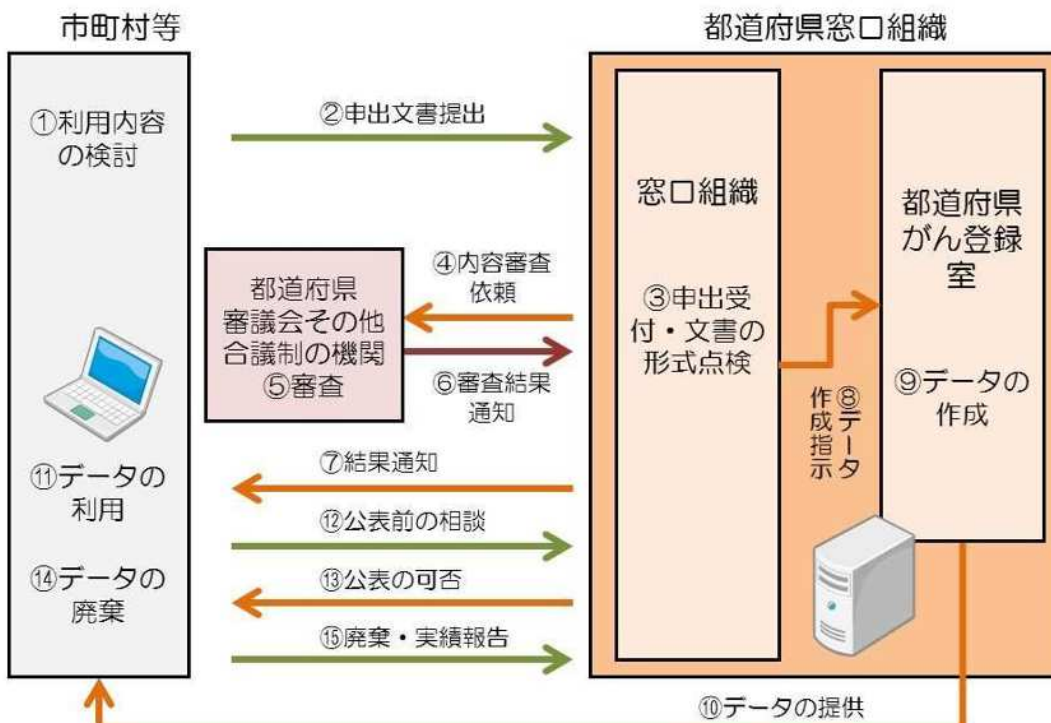 市町村等
都道府県窓口組織
①利用内容
の検討
②申出文書提出
窓口組織
都道府県
がん登録
室
④内容審査
依頼
都道府県
審議会その他
合議制の機関
⑤審査
③申出受
付・文書の
形式点検
⑥審査結果
通知
⑧データ
作成指示
⑨データの
作成
⑦結果通知
⑪データの
利用
⑫公表前の相談
⑬公表の可否
⑭データの
廃棄
⑮廃棄・実績報告
⑩データの提供